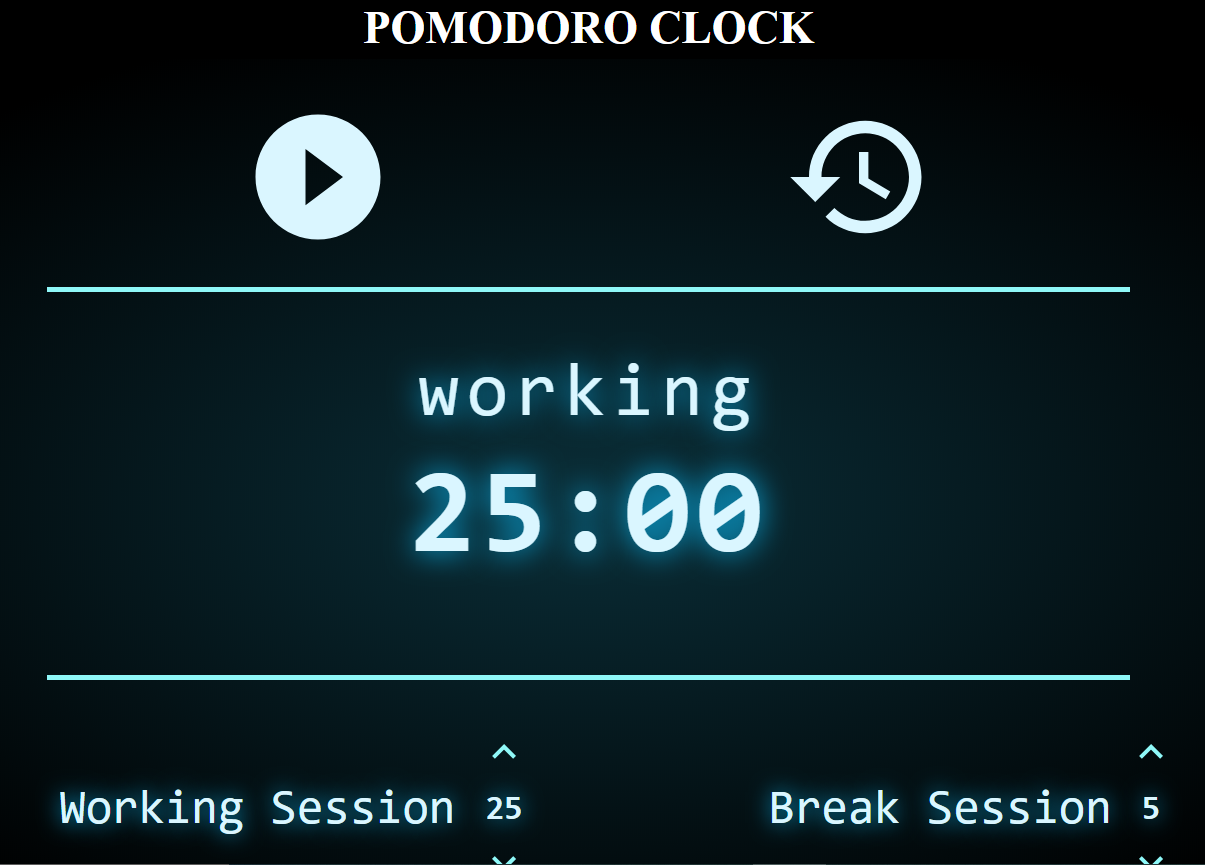 POMODORO CLOCK
working
25:00
Working Session 25
Break Session 5